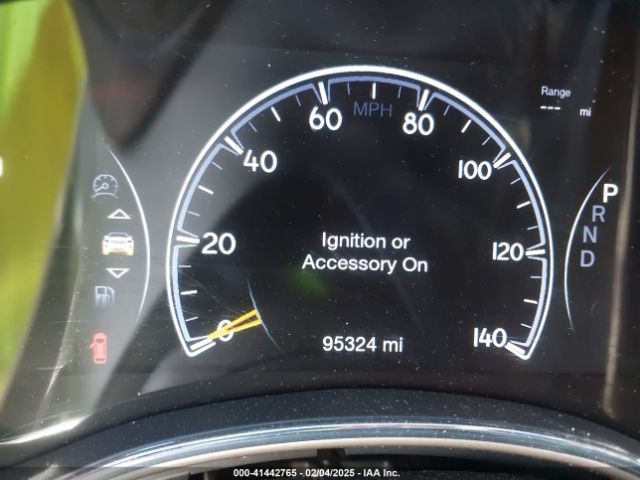 Range
--- mi
MPH
0
20
40
60
80
100
120
140
Ignition or
Accessory On
95324 mi
P
R
N
D
000-41442765 - 02/04/2025 - IAA Inc.